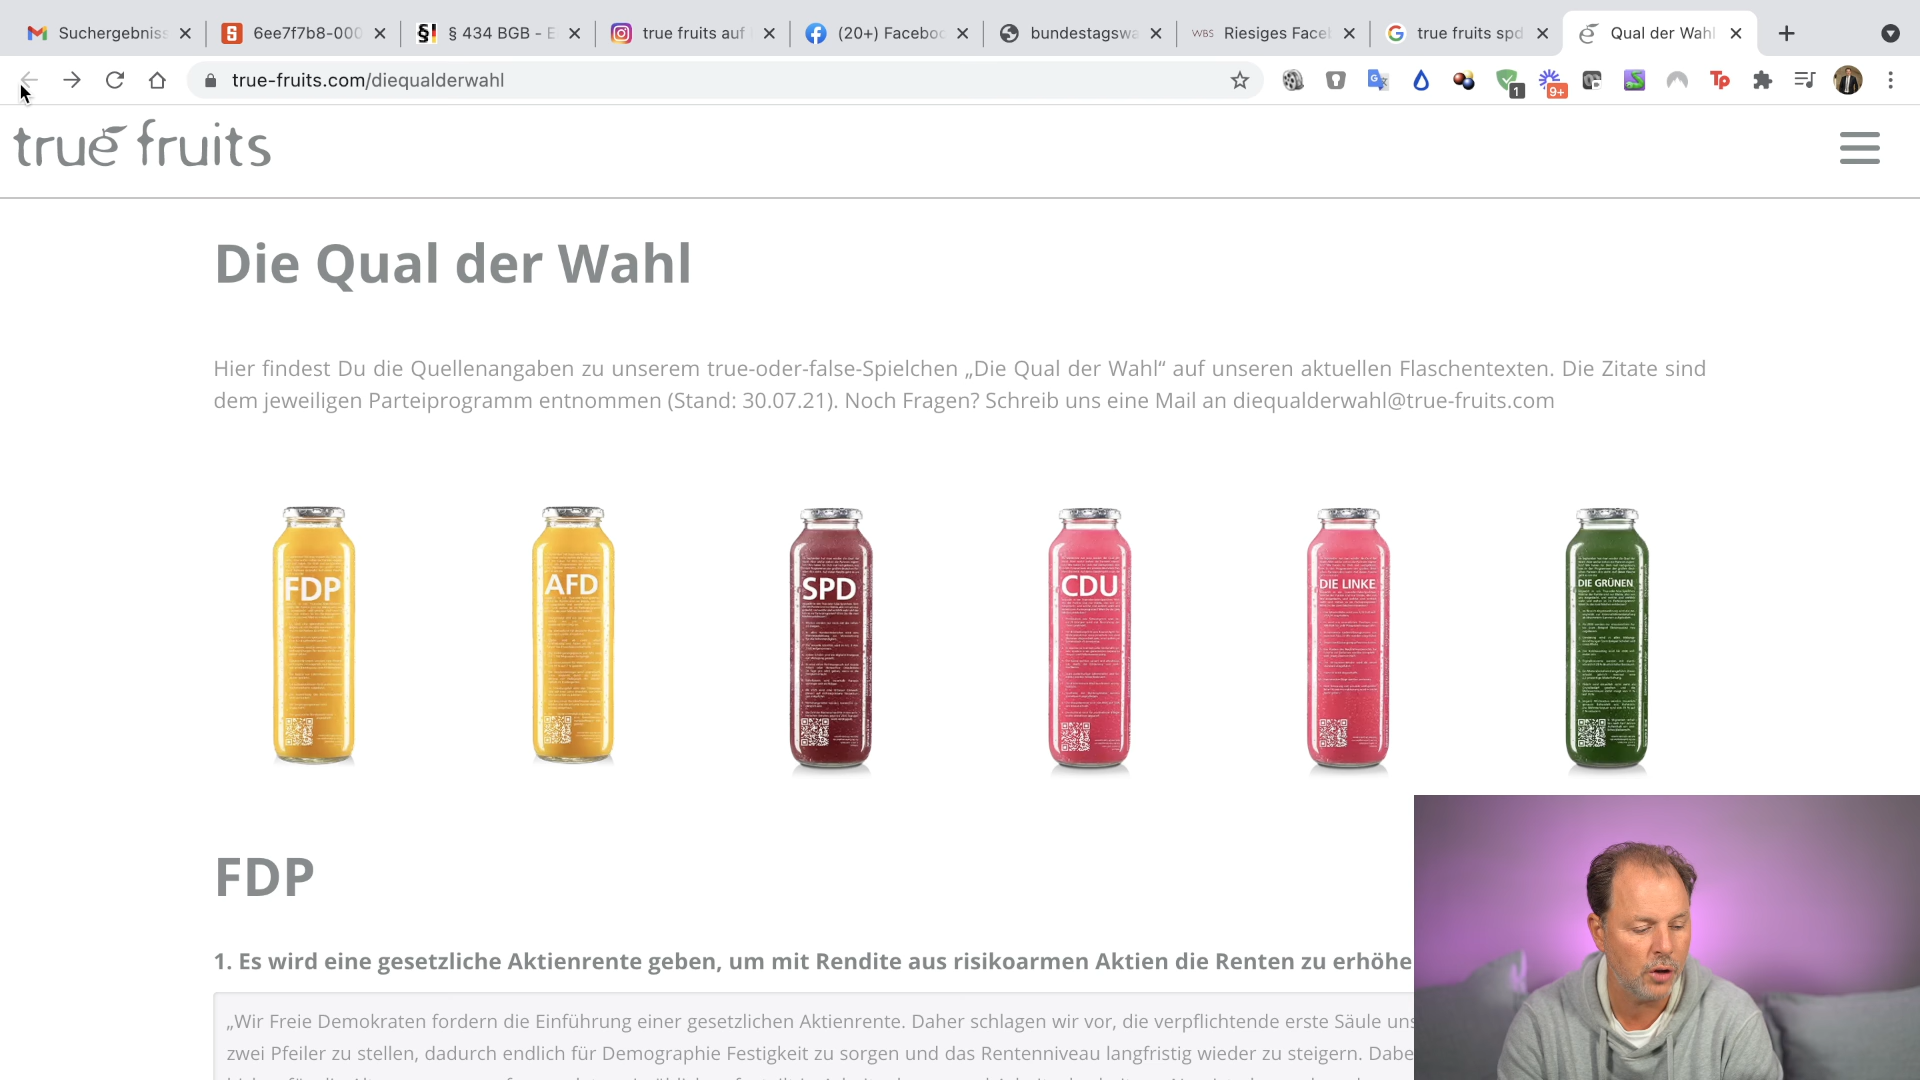 Suchergebniss
6ee7f7b8-000
§ 434 BGB - E
true fruits auf
(20+) Faceboo
bundestagswa
WBS
Riesiges Face
true fruits spd
Qual der Wahl
true-fruits.com/diequalderwahl
1
9+
true fruits
Die Qual der Wahl
Hier findest Du die Quellenangaben zu unserem true-oder-false-Spielchen „Die Qual der Wahl“ auf unseren aktuellen Flaschentexten. Die Zitate sind
dem jeweiligen Parteiprogramm entnommen (Stand: 30.07.21). Noch Fragen? Schreib uns eine Mail an diequalderwahl@true-fruits.com
FDP
AFD
SPD
CDU
DIE LINKE
DIE GRÜNEN
FDP
1. Es wird eine gesetzliche Aktienrente geben, um mit Rendite aus risikoarmen Aktien die Renten zu erhöhe
„Wir Freie Demokraten fordern die Einführung einer gesetzlichen Aktienrente. Daher schlagen wir vor, die verpflichtende erste Säule uns
zwei Pfeiler zu stellen, dadurch endlich für Demographie Festigkeit zu sorgen und das Rentenniveau langfristig wieder zu steigern. Dabe